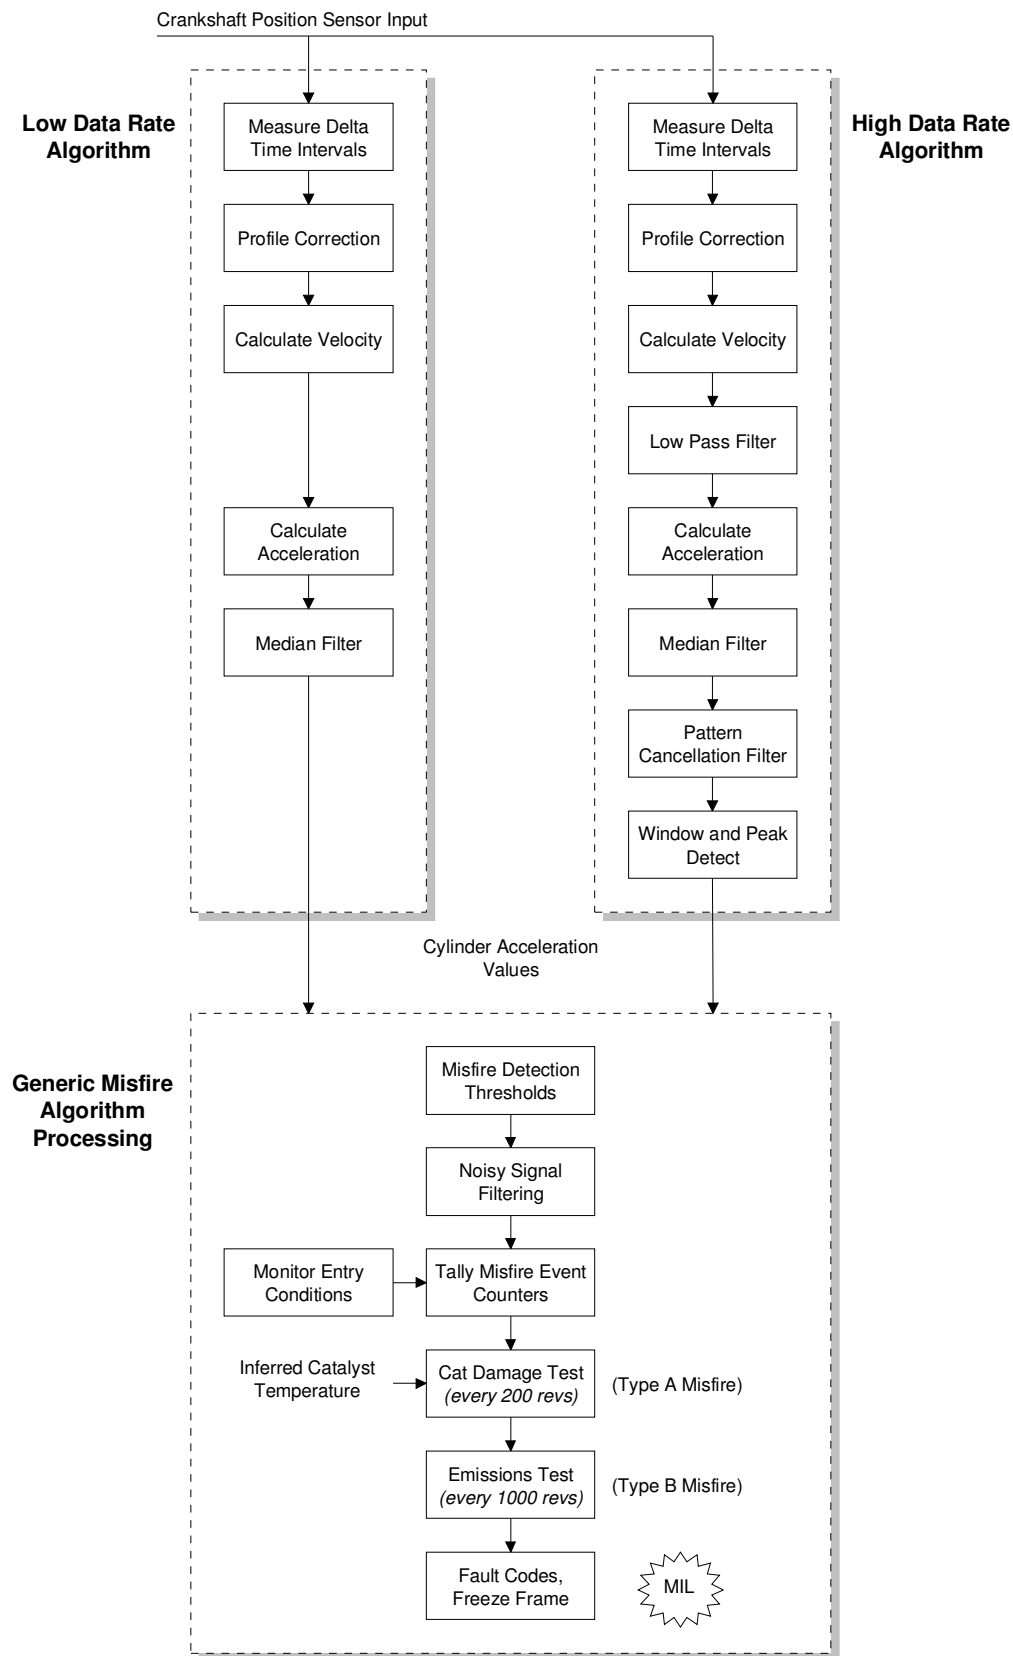 Crankshaft Position Sensor Input
Low Data Rate
Algorithm
Measure Delta
Time Intervals
Profile Correction
Calculate Velocity
Calculate
Acceleration
Median Filter
High Data Rate
Algorithm
Measure Delta
Time Intervals
Profile Correction
Calculate Velocity
Low Pass Filter
Calculate
Acceleration
Median Filter
Pattern
Cancellation Filter
Window and Peak
Detect
Cylinder Acceleration
Values
Generic Misfire
Algorithm
Processing
Misfire Detection
Thresholds
Noisy Signal
Filtering
Monitor Entry
Conditions
Tally Misfire Event
Counters
Inferred Catalyst
Temperature
Cat Damage Test
(every 200 revs)
(Type A Misfire)
Emissions Test
(every 1000 revs)
(Type B Misfire)
Fault Codes,
Freeze Frame
MIL